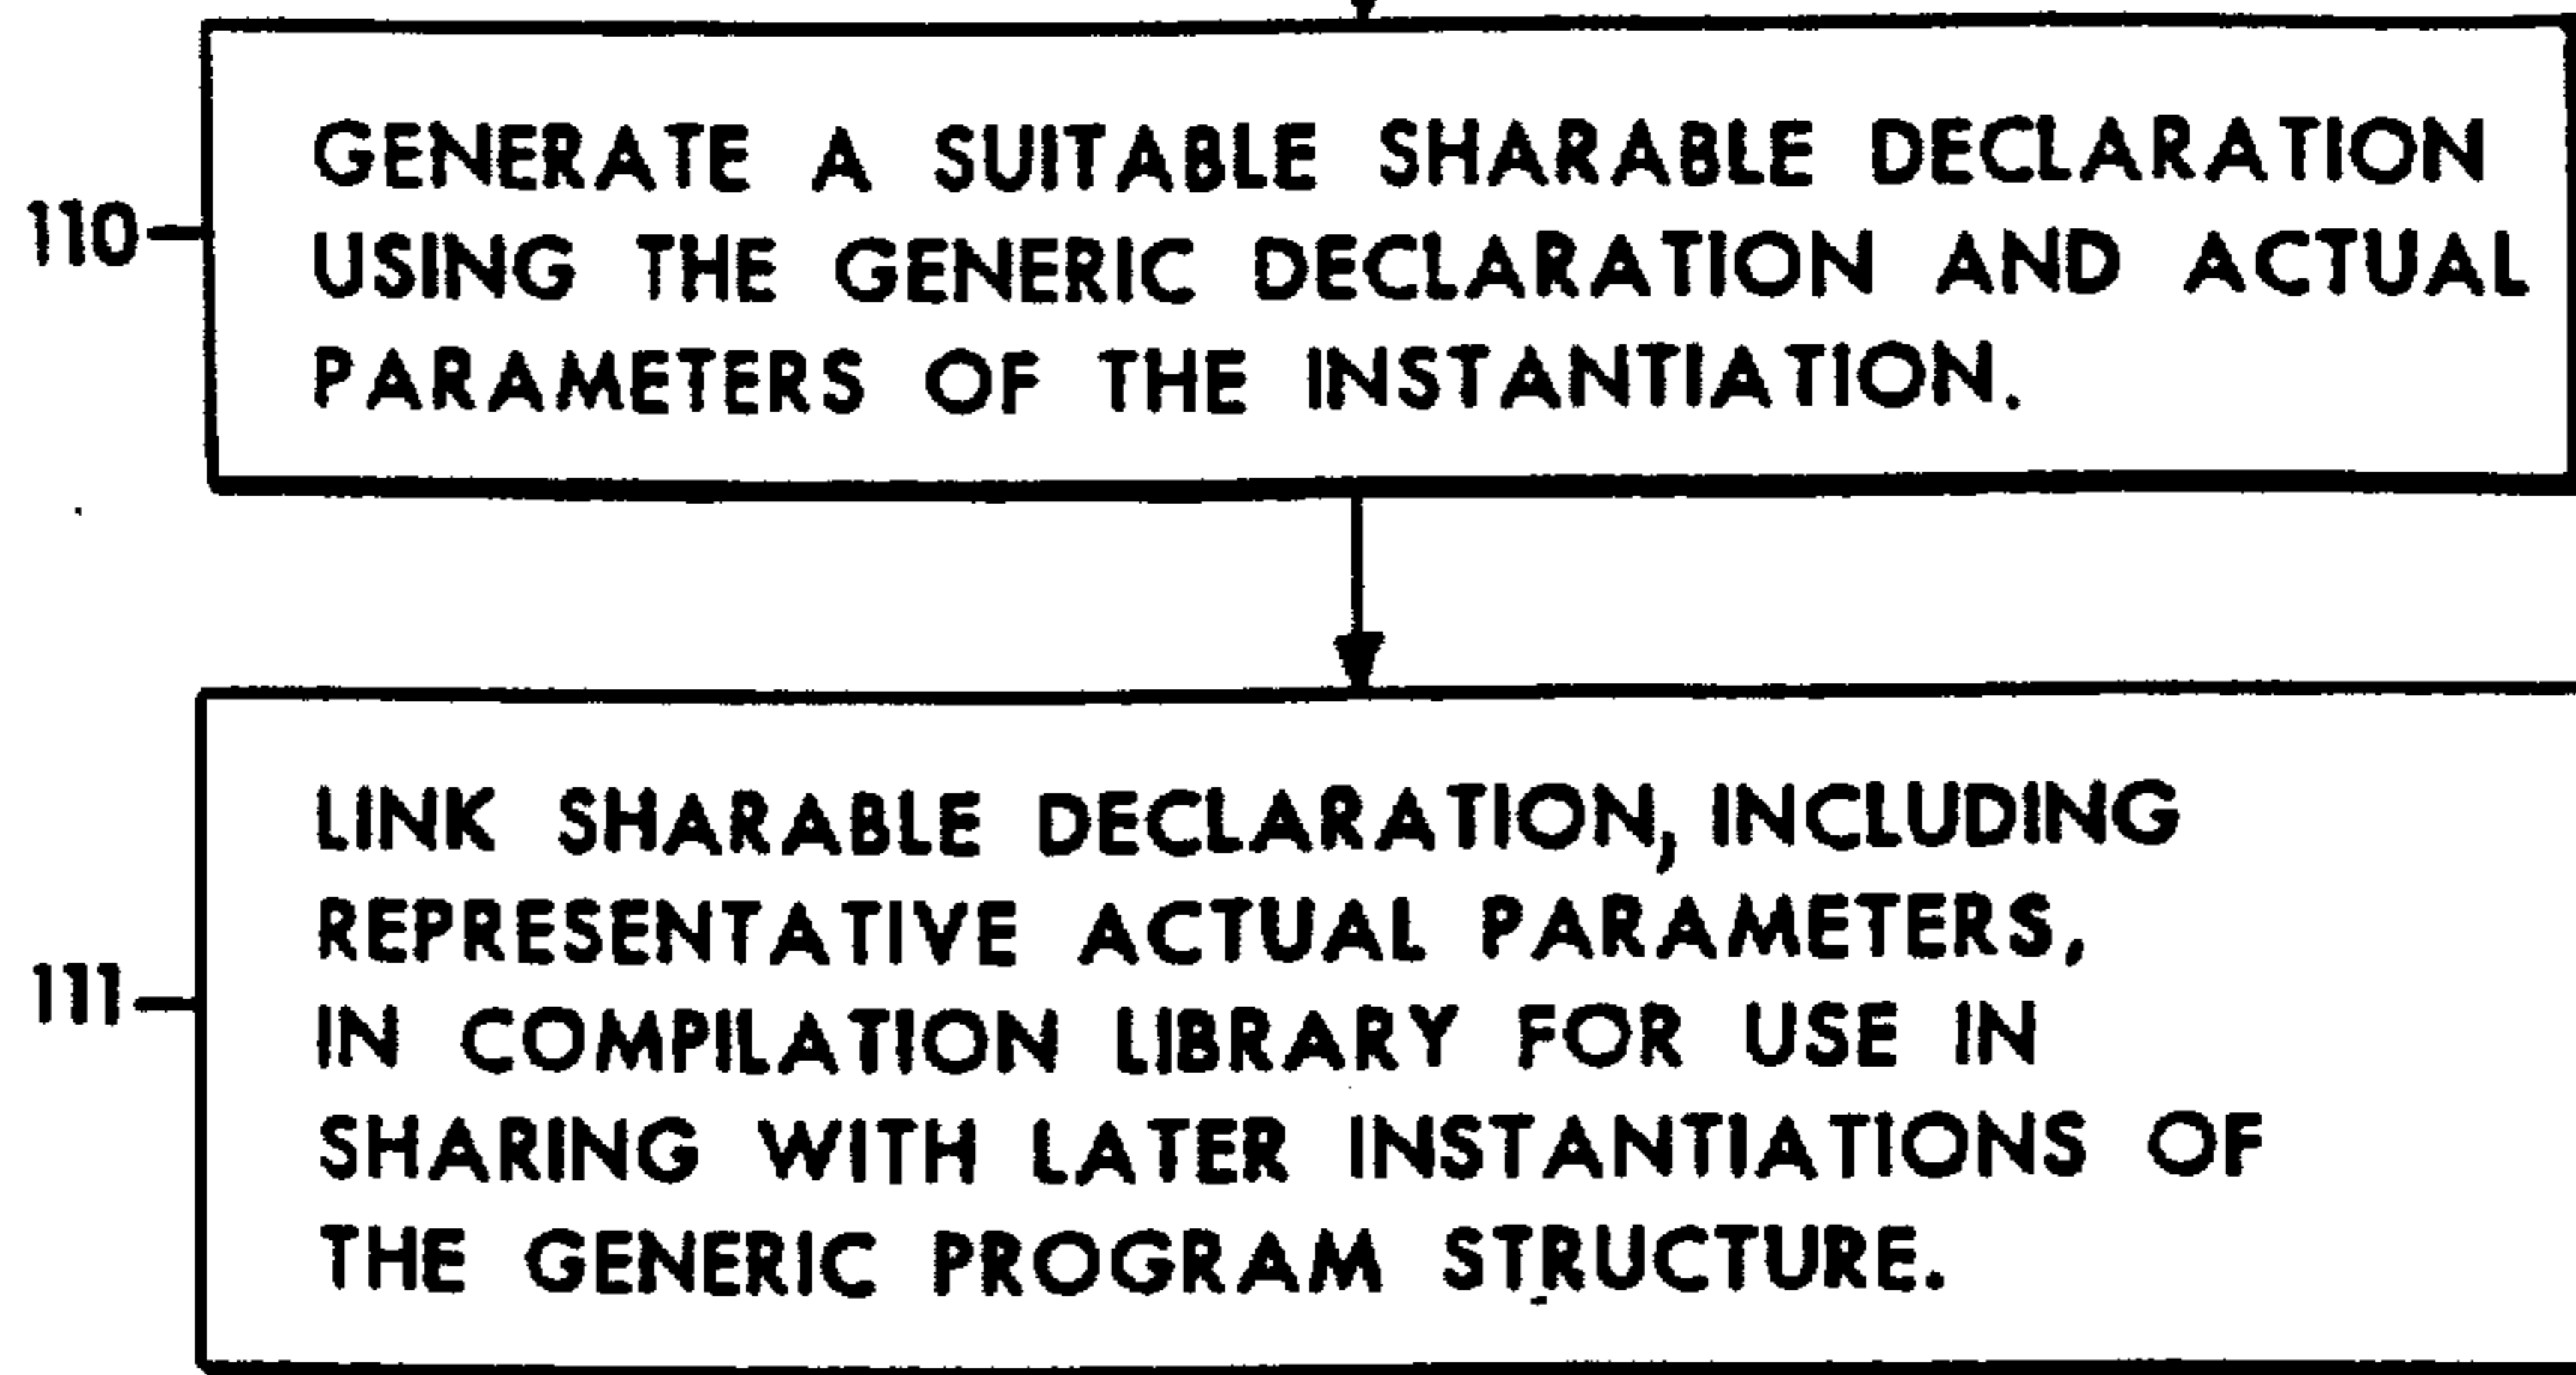 GENERATE A SUITABLE SHARABLE DECLARATION
110
USING THE GENERIC DECLARATION AND ACTUAL
PARAMETERS OF THE INSTANTIATION.
LINK SHARABLE DECLARATION, INCLUDING
REPRESENTATIVE ACTUAL PARAMETERS,
111
IN COMPILATION LIBRARY FOR USE IN
SHARING WITH LATER INSTANTIATIONS OF
THE GENERIC PROGRAM STRUCTURE.